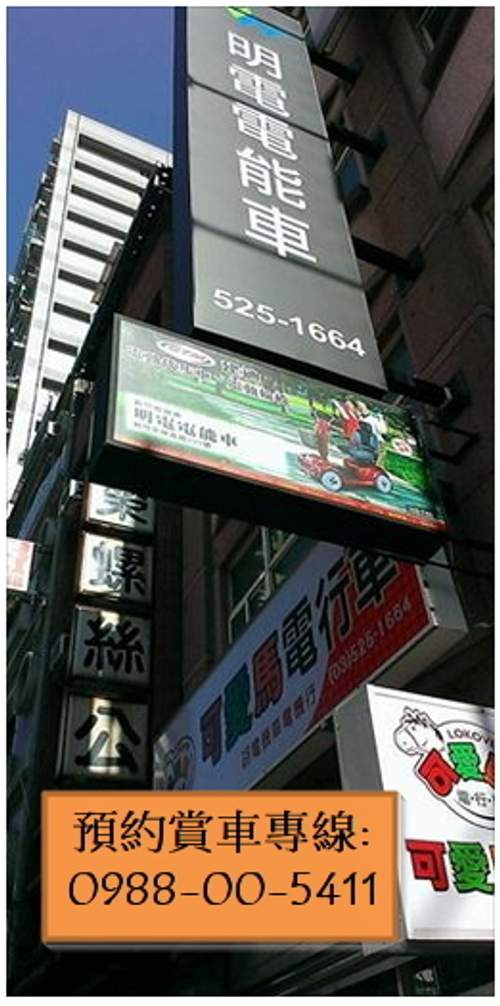 明電電能車
525-1664
明電電能車
螺絲公
可愛馬電行車
(03)525-1664
LOKOV
可愛
電·行·
可愛
預約賞車專線:
0988-00-5411